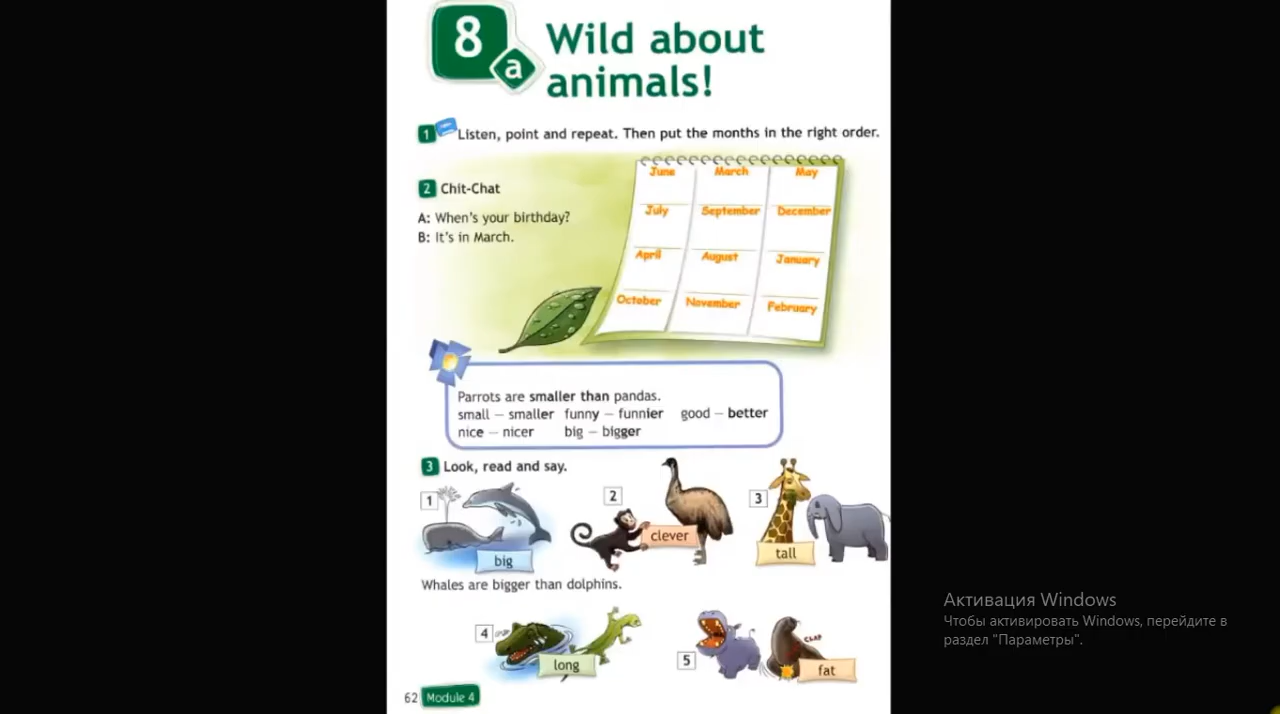 8
a
Wild about
animals!
1 Listen, point and repeat. Then put the months in the right order.
June March May
2 Chit-Chat
July September December
A: When's your birthday?
B: It's in March.
April August January
October November February
Parrots are smaller than pandas.
small – smaller funny – funnier good – better
nice – nicer big – bigger
3 Look, read and say.
1
2
3
clever
tall
big
Whales are bigger than dolphins.
4
CLAP
5
long
fat
62 Module 4
Активация Windows
Чтобы активировать Windows, перейдите в
раздел "Параметры".